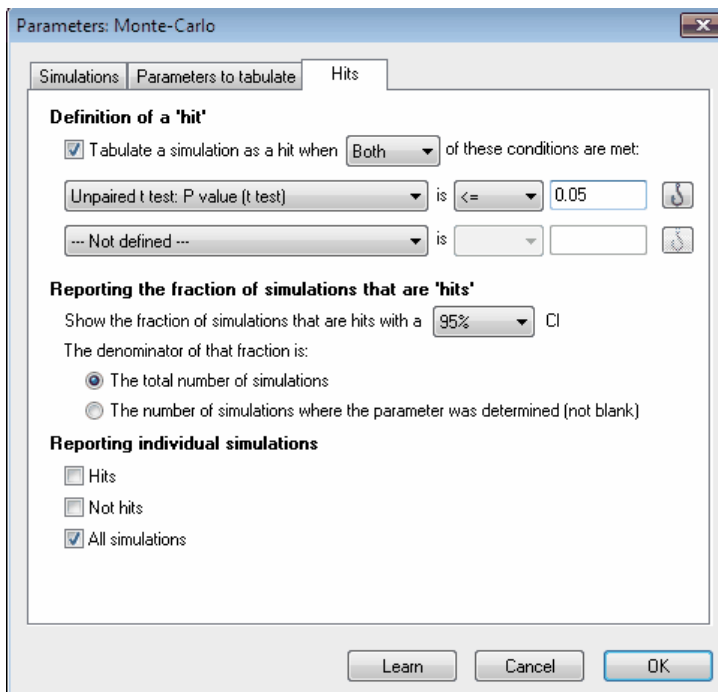 Parameters: Monte-Carlo
Simulations Parameters to tabulate Hits
Definition of a 'hit'
Tabulate a simulation as a hit when Both of these conditions are met:
Unpaired t test: P value (t test) is <= 0.05
--- Not defined --- is
Reporting the fraction of simulations that are 'hits'
Show the fraction of simulations that are hits with a 95% CI
The denominator of that fraction is:
The total number of simulations
The number of simulations where the parameter was determined (not blank)
Reporting individual simulations
Hits
Not hits
All simulations
Learn Cancel OK